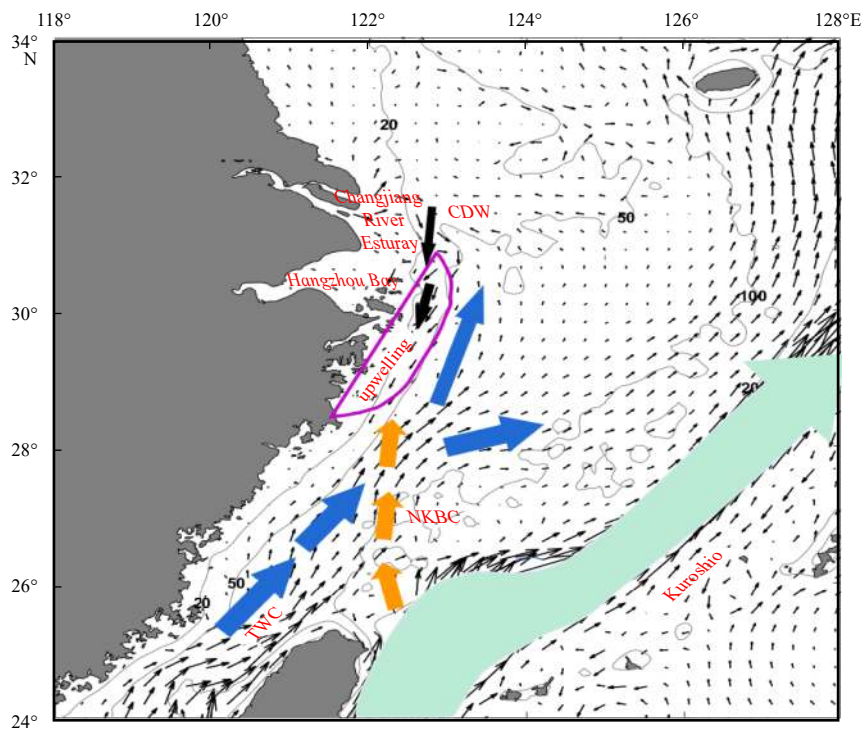 118°
120°
122°
124°
126°
128°E
34°
N
20
32°
Changjiang
River
Esturay
CDW
50
Hangzhou Bay
30°
100
upwelling
20
28°
NKBC
Kuroshio
26°
50
20
TWC
24°